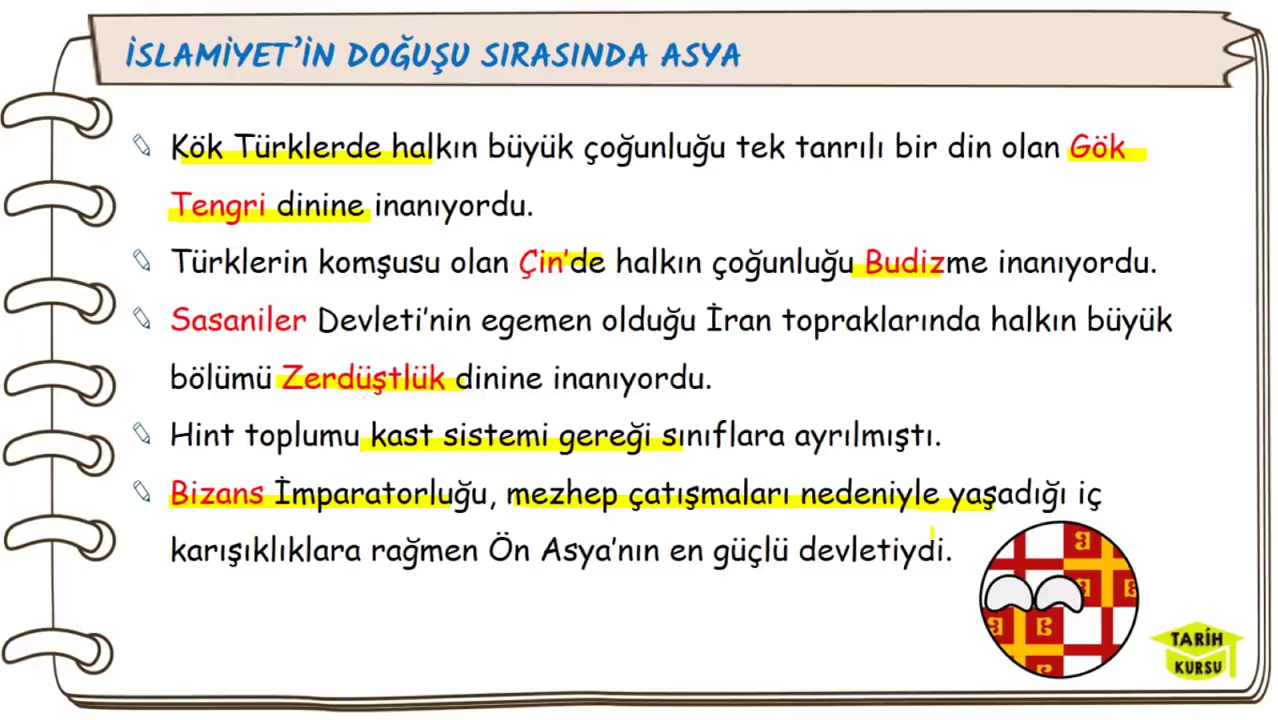 İSLAMİYET'İN DOĞUŞU SIRASINDA ASYA
Kök Türklerde halkın büyük çoğunluğu tek tanrılı bir din olan Gök
Tengri dinine inanıyordu.
Türklerin komşusu olan Çin'de halkın çoğunluğu Budizme inanıyordu.
Sasaniler Devleti'nin egemen olduğu İran topraklarında halkın büyük
bölümü Zerdüştlük dinine inanıyordu.
Hint toplumu kast sistemi gereği sınıflara ayrılmıştı.
Bizans İmparatorluğu, mezhep çatışmaları nedeniyle yaşadığı iç
karışıklıklara rağmen Ön Asya'nın en güçlü devletiydi.
TARİH
KURSU